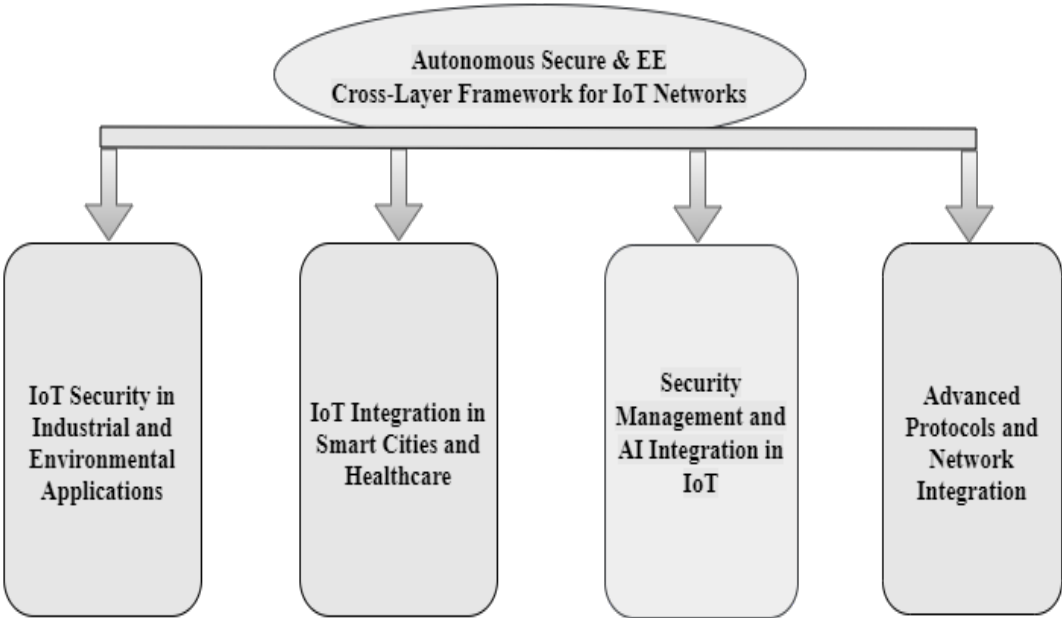 Autonomous Secure & EE
Cross-Layer Framework for IoT Networks
IoT Security in
Industrial and
Environmental
Applications
IoT Integration in
Smart Cities and
Healthcare
Security
Management and
AI Integration in
IoT
Advanced
Protocols and
Network
Integration